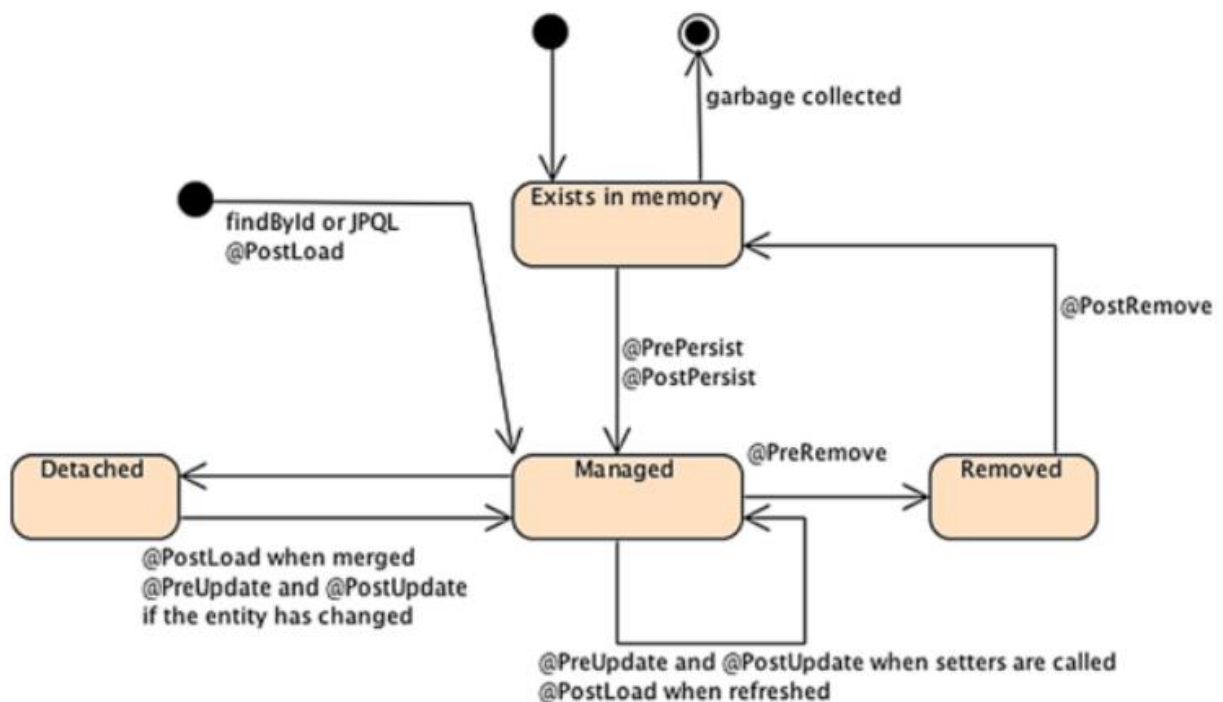 garbage collected
Exists in memory
findById or JPQL
@PostLoad
@PostRemove
@PrePersist
@PostPersist
Detached
Managed
@PreRemove
Removed
@PostLoad when merged
@PreUpdate and @PostUpdate
if the entity has changed
@PreUpdate and @PostUpdate when setters are called
@PostLoad when refreshed